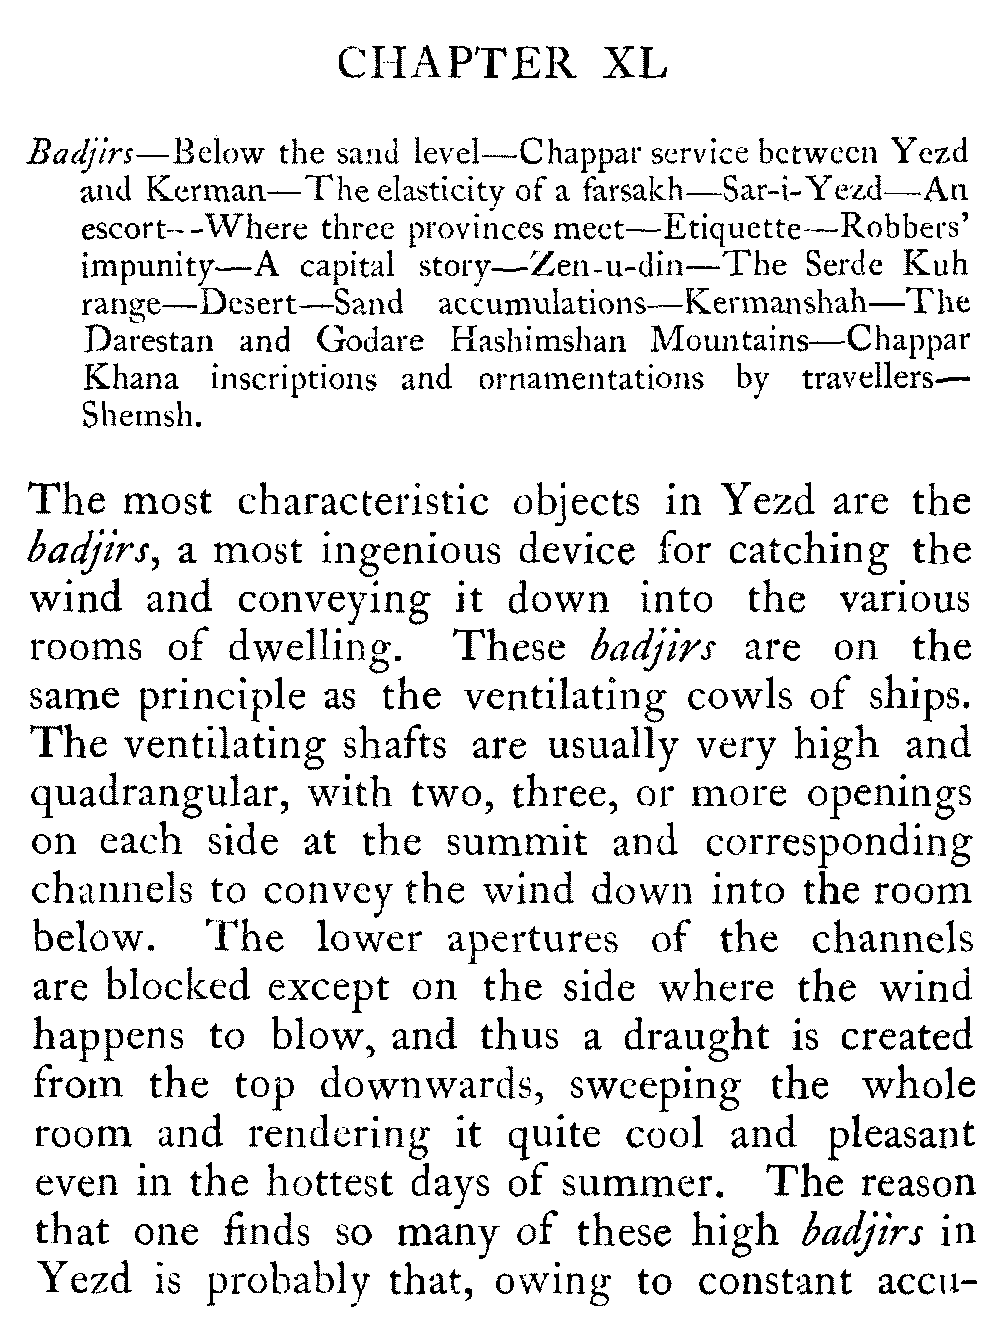 CHAPTER XL
Badjirs—Below the sand level—Chappar service between Yezd
and Kerman—The elasticity of a farsakh—Sar-i-Yezd—An
escort--Where three provinces meet—Etiquette—Robbers'
impunity—A capital story—Zen-u-din—The Serde Kuh
range—Desert—Sand accumulations—Kermanshah—The
Darestan and Godare Hashimshan Mountains—Chappar
Khana inscriptions and ornamentations by travellers—
Shemsh.
The most characteristic objects in Yezd are the
badjirs, a most ingenious device for catching the
wind and conveying it down into the various
rooms of dwelling. These badjirs are on the
same principle as the ventilating cowls of ships.
The ventilating shafts are usually very high and
quadrangular, with two, three, or more openings
on each side at the summit and corresponding
channels to convey the wind down into the room
below. The lower apertures of the channels
are blocked except on the side where the wind
happens to blow, and thus a draught is created
from the top downwards, sweeping the whole
room and rendering it quite cool and pleasant
even in the hottest days of summer. The reason
that one finds so many of these high badjirs in
Yezd is probably that, owing to constant accu-